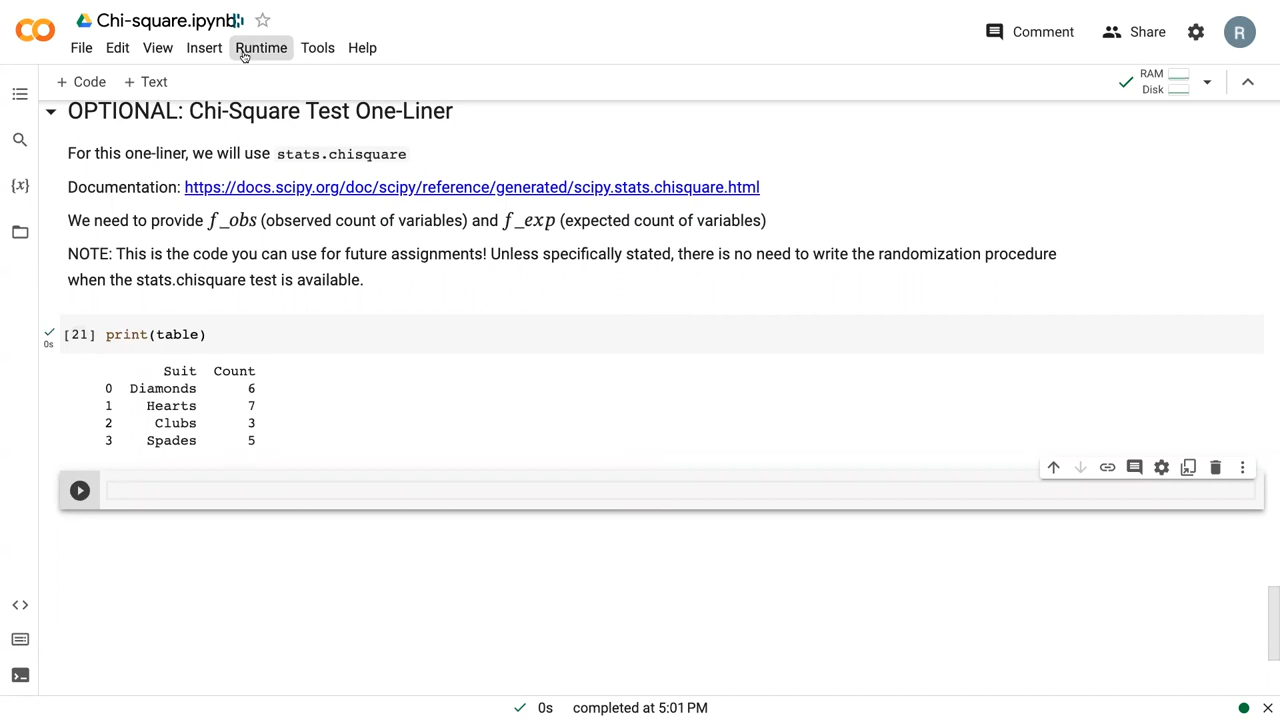 Chi-square.ipynb
Comment
Share
R
File Edit View Insert Runtime Tools Help
+ Code + Text
RAM
Disk
OPTIONAL: Chi-Square Test One-Liner
For this one-liner, we will use stats.chisquare
Documentation: https://docs.scipy.org/doc/scipy/reference/generated/scipy.stats.chisquare.html
We need to provide f_obs (observed count of variables) and f_exp (expected count of variables)
NOTE: This is the code you can use for future assignments! Unless specifically stated, there is no need to write the randomization procedure
when the stats.chisquare test is available.
[21] print(table)
0s
Suit Count
0 Diamonds 6
1 Hearts 7
2 Clubs 3
3 Spades 5
{x}
0s completed at 5:01 PM